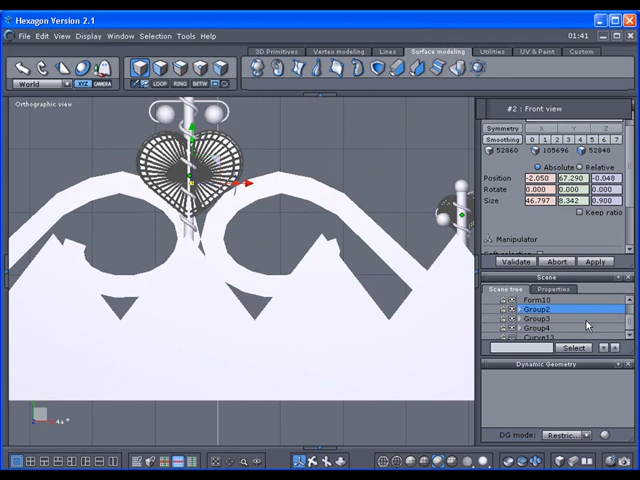 Hexagon Version 2.1
File Edit View Display Window Selection Tools Help
01:41
3D Primitives Vertex modeling Lines Surface modeling Utilities UV & Paint Custom
World
XYZ CAMERA
LOOP RING BETW
Orthographic view
#2 : Front view
Symmetry X Y Z
Smoothing 0 1 2 3 4 5 6 7
52860 105696 52848
Absolute Relative
Position -2.050 67.290 -0.048
Rotate 0.000 0.000 0.000
Size 46.797 8.342 0.900
Keep ratio
Manipulator
Validate Abort Apply
Scene
Scene tree Properties
Form10
Group2
Group3
Group4
Curve13
Select
Dynamic Geometry
DG mode: Restric...